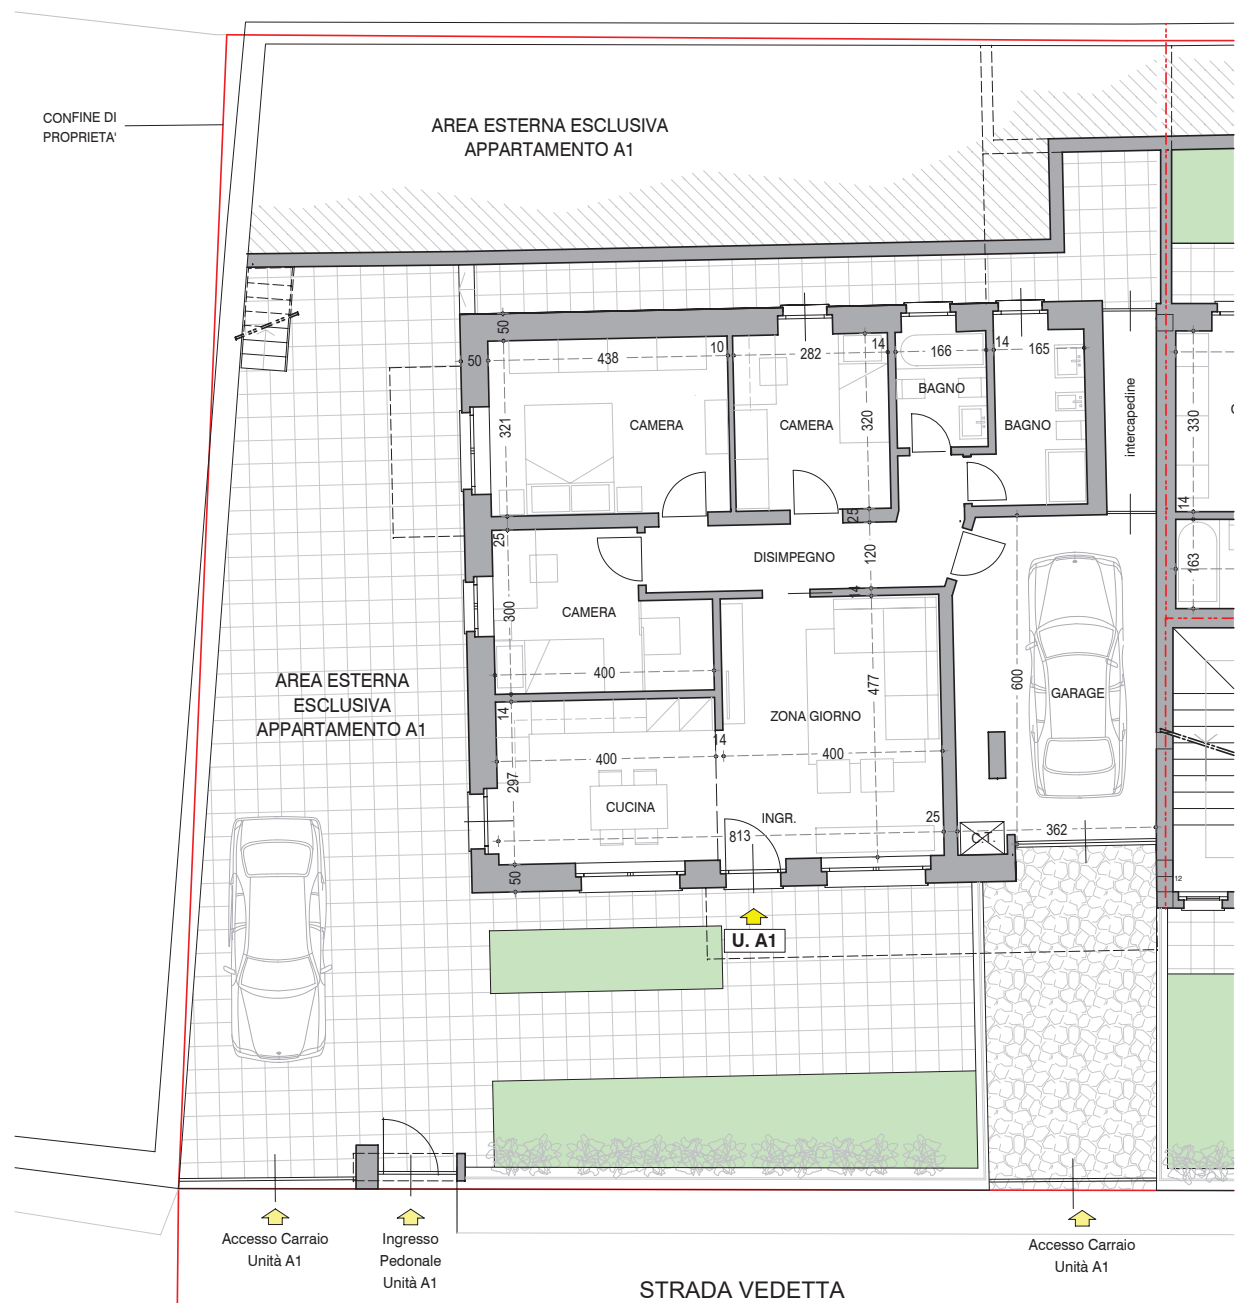 CONFINE DI
PROPRIETA'
AREA ESTERNA ESCLUSIVA
APPARTAMENTO A1
50
50
438
10
282
14
166
14
165
BAGNO
321
CAMERA
CAMERA
320
BAGNO
intercapedine
330
14
25
25
DISIMPEGNO
120
163
14
300
CAMERA
400
AREA ESTERNA
ESCLUSIVA
APPARTAMENTO A1
477
600
GARAGE
14
ZONA GIORNO
14
400
400
297
CUCINA
INGR.
25
813
C.T.
362
50
12
U. A1
Accesso Carraio
Unità A1
Ingresso
Pedonale
Unità A1
Accesso Carraio
Unità A1
STRADA VEDETTA